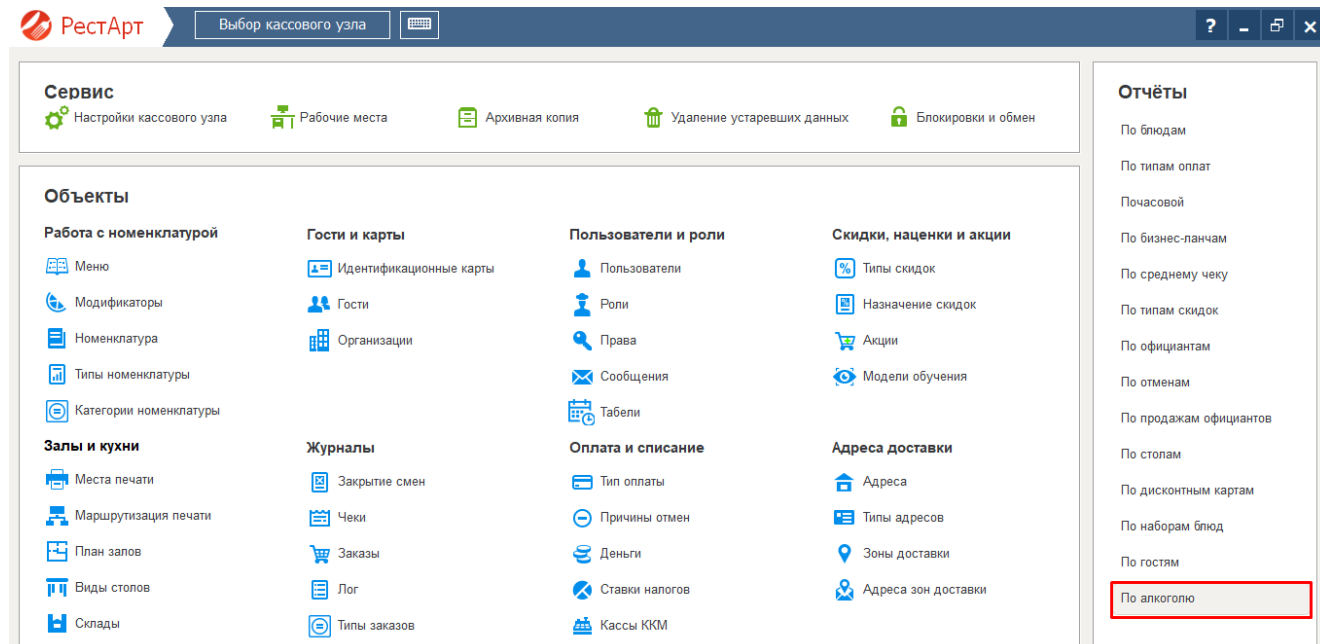 РестАрт
Выбор кассового узла
?
Сервис
Настройки кассового узла
Рабочие места
Архивная копия
Удаление устаревших данных
Блокировки и обмен
Объекты
Работа с номенклатурой
Меню
Модификаторы
Номенклатура
Типы номенклатуры
Категории номенклатуры
Гости и карты
Идентификационные карты
Гости
Организации
Пользователи и роли
Пользователи
Роли
Права
Сообщения
Табели
Скидки, наценки и акции
Типы скидок
Назначение скидок
Акции
Модели обучения
Залы и кухни
Места печати
Маршрутизация печати
План залов
Виды столов
Склады
Журналы
Закрытие смен
Чеки
Заказы
Лог
Типы заказов
Оплата и списание
Тип оплаты
Причины отмен
Деньги
Ставки налогов
Кассы ККМ
Адреса доставки
Адреса
Типы адресов
Зоны доставки
Адреса зон доставки
Отчёты
По блюдам
По типам оплат
Почасовой
По бизнес-ланчам
По среднему чеку
По типам скидок
По официантам
По отменам
По продажам официантов
По столам
По дисконтным картам
По наборам блюд
По гостям
По алкоголю